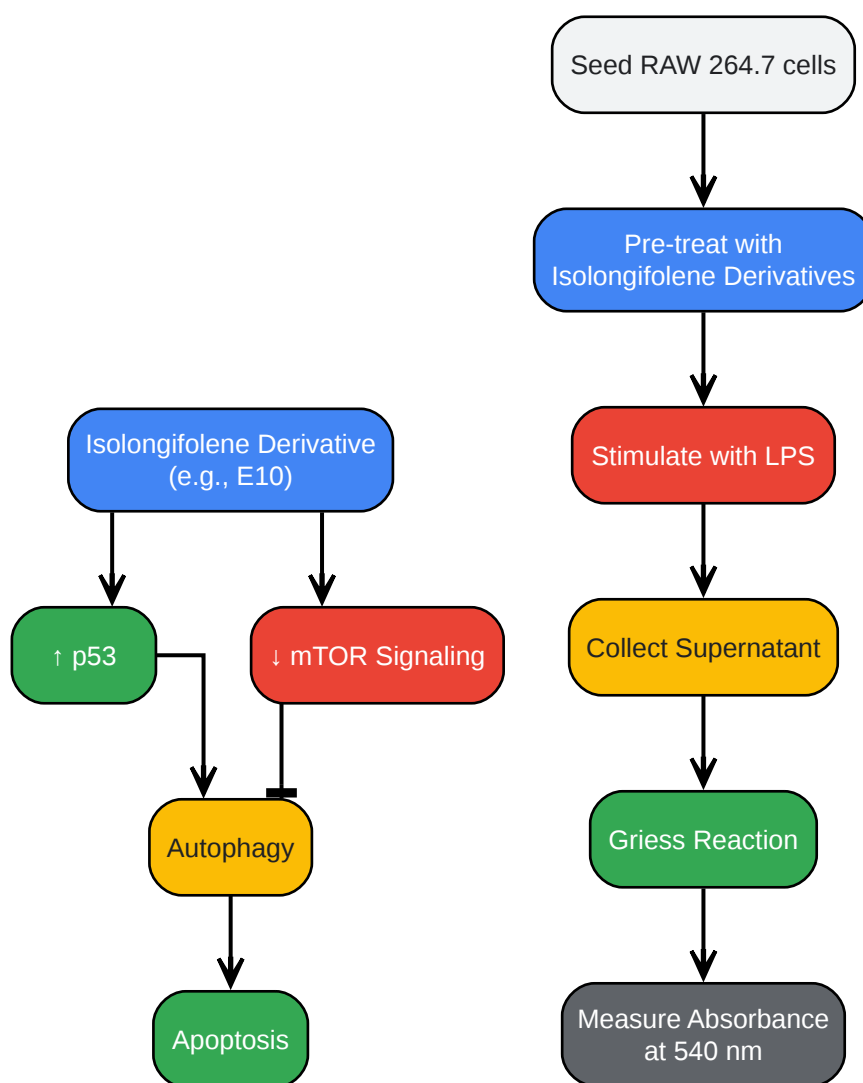 Seed RAW 264.7 cells
Pre-treat with
Isolongifolene Derivatives
Stimulate with LPS
Collect Supernatant
Griess Reaction
Measure Absorbance
at 540 nm
Isolongifolene Derivative
(e.g., E10)
↑ p53
↓ mTOR Signaling
Autophagy
Apoptosis